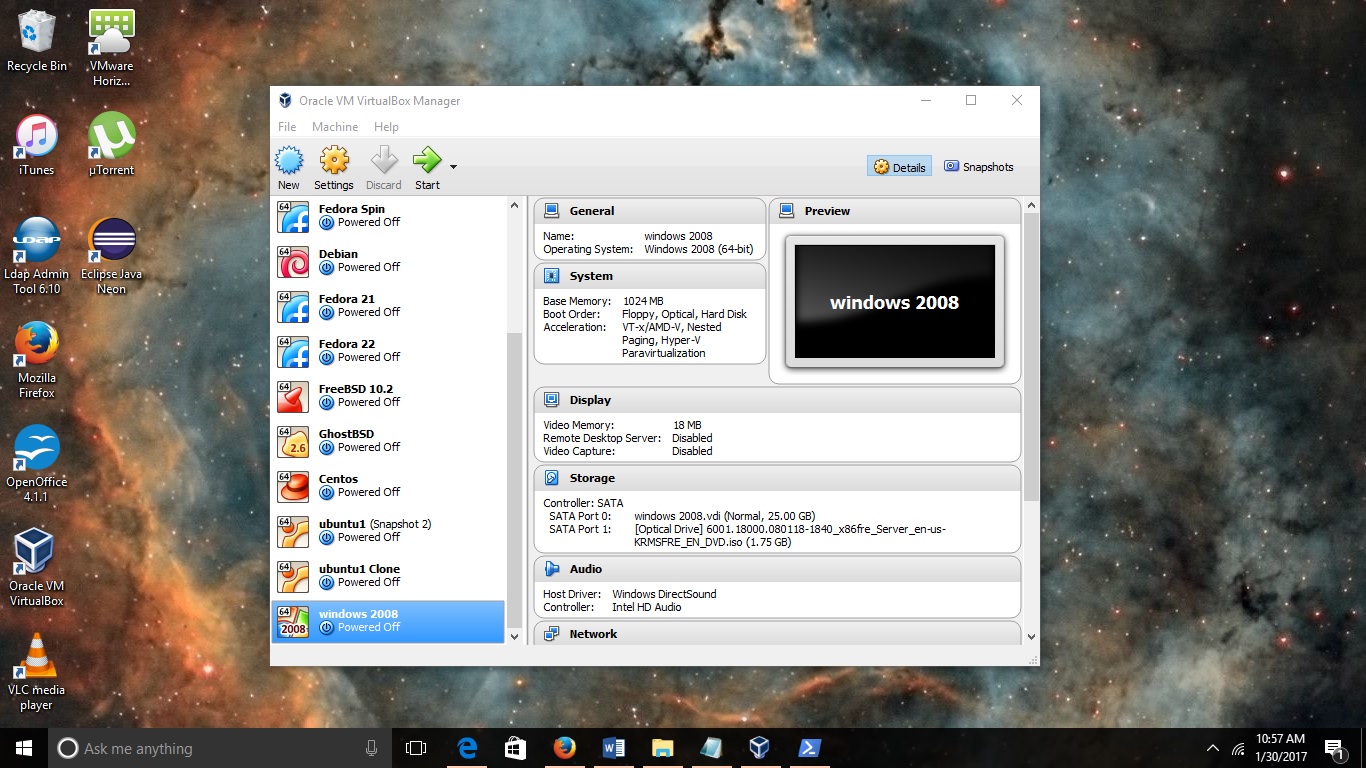 Recycle Bin
VMware
Horiz...
iTunes
µTorrent
Ldap Admin
Tool 6.10
Eclipse Java
Neon
Mozilla
Firefox
OpenOffice
4.1.1
Oracle VM
VirtualBox
VLC media
player
LDAP
Oracle VM VirtualBox Manager
File Machine Help
New Settings Discard Start
Details Snapshots
64 Fedora Spin
Powered Off
64 Debian
Powered Off
64 Fedora 21
Powered Off
64 Fedora 22
Powered Off
64 FreeBSD 10.2
Powered Off
64 GhostBSD
2.6 Powered Off
64 Centos
Powered Off
64 ubuntu1 (Snapshot 2)
Powered Off
64 ubuntu1 Clone
Powered Off
64 windows 2008
2008 Powered Off
General
Name: windows 2008
Operating System: Windows 2008 (64-bit)
System
Base Memory: 1024 MB
Boot Order: Floppy, Optical, Hard Disk
Acceleration: VT-x/AMD-V, Nested
Paging, Hyper-V
Paravirtualization
Preview
windows 2008
Display
Video Memory: 18 MB
Remote Desktop Server: Disabled
Video Capture: Disabled
Storage
Controller: SATA
SATA Port 0: windows 2008.vdi (Normal, 25.00 GB)
SATA Port 1: [Optical Drive] 6001.18000.080118-1840_x86fre_Server_en-us-
KRMSFRE_EN_DVD.iso (1.75 GB)
Audio
Host Driver: Windows DirectSound
Controller: Intel HD Audio
Network
Ask me anything
10:57 AM
1/30/2017
1